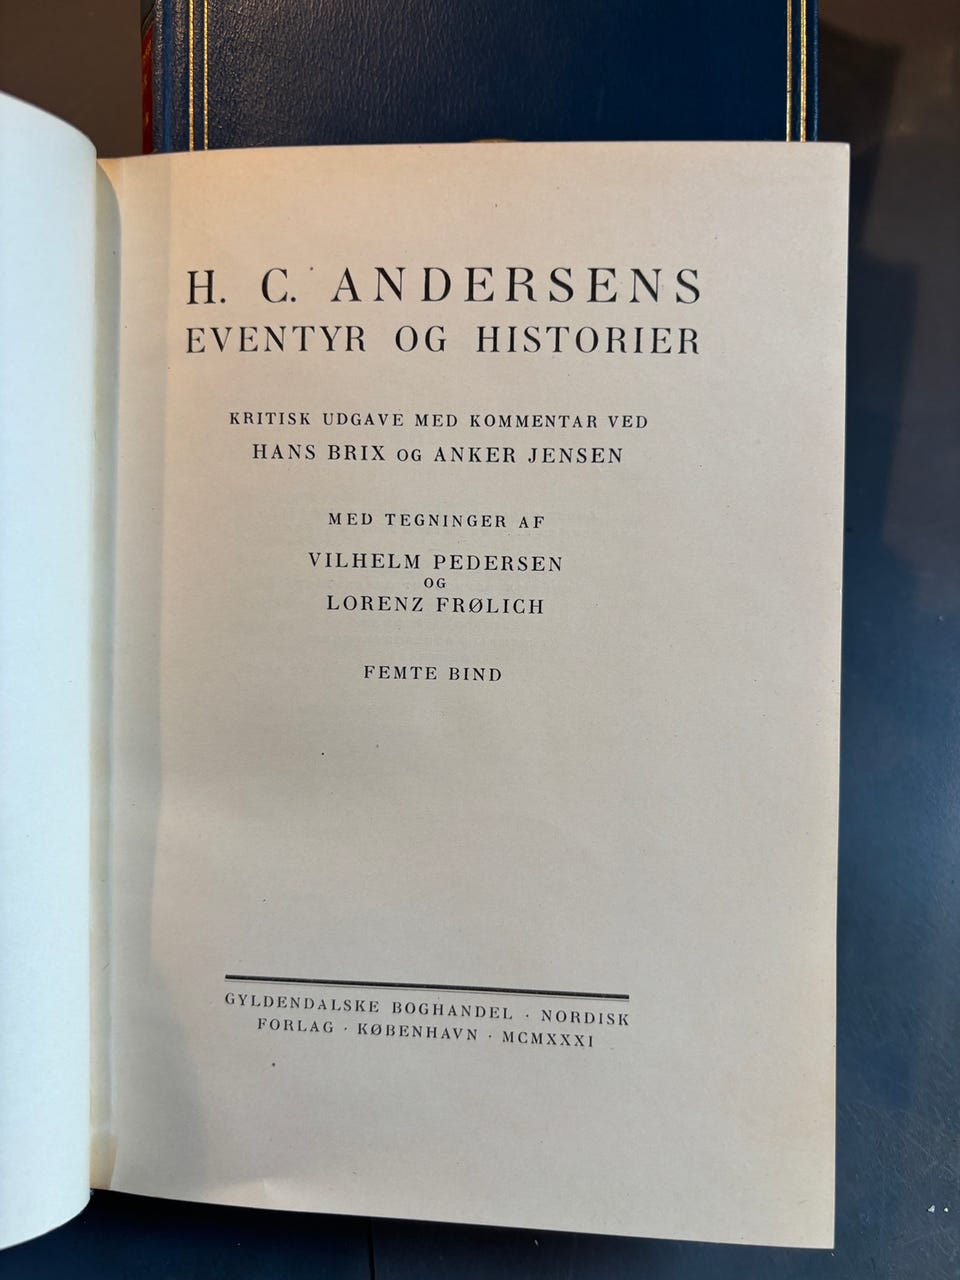 H. C. ANDERSENS
EVENTYR OG HISTORIER
KRITISK UDGAVE MED KOMMENTAR VED
HANS BRIX OG ANKER JENSEN
MED TEGNINGER AF
VILHELM PEDERSEN
OG
LORENZ FRØLICH
FEMTE BIND
GYLDENDALSKE BOGHANDEL · NORDISK
FORLAG · KØBENHAVN · MCMXXXI